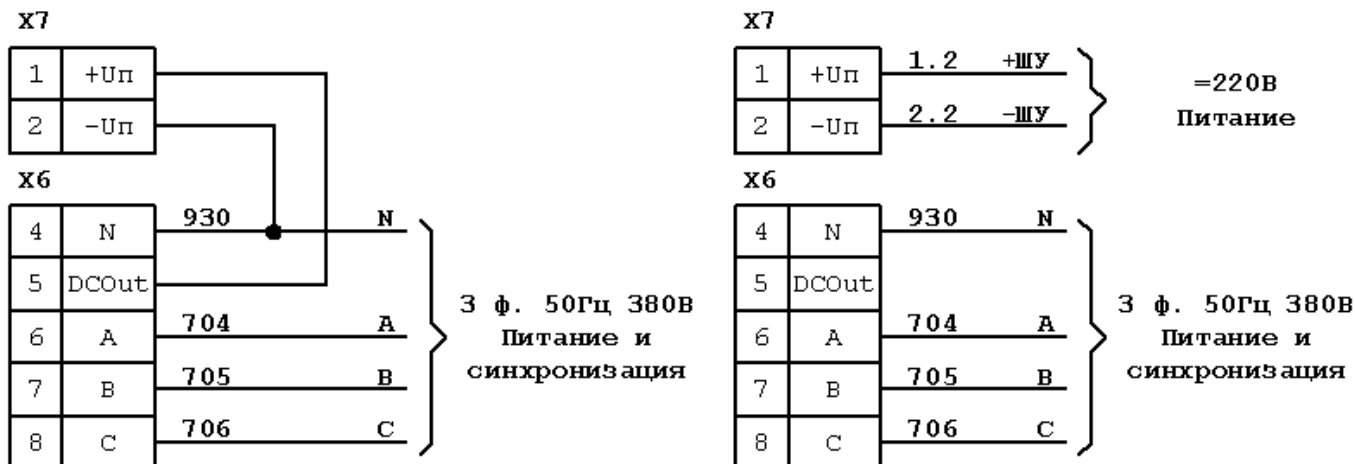 X7
1 +Uп
2 -Uп
X6
4 N 930 N
5 DCOut
6 A 704 A
7 B 705 B
8 C 706 C
3 ф. 50Гц 380В
Питание и
синхронизация
X7
1 +Uп 1.2 +ШУ
2 -Uп 2.2 -ШУ
=220В
Питание
X6
4 N 930 N
5 DCOut
6 A 704 A
7 B 705 B
8 C 706 C
3 ф. 50Гц 380В
Питание и
синхронизация